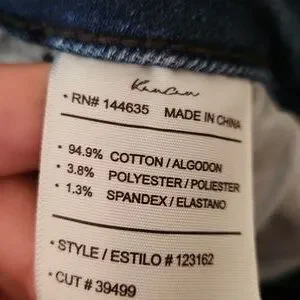 KanCan
• RN# 144635 MADE IN CHINA
• 94.9% COTTON / ALGODON
• 3.8% POLYESTER / POLIESTER
• 1.3% SPANDEX / ELASTANO
• STYLE / ESTILO # 123162
• CUT # 39499